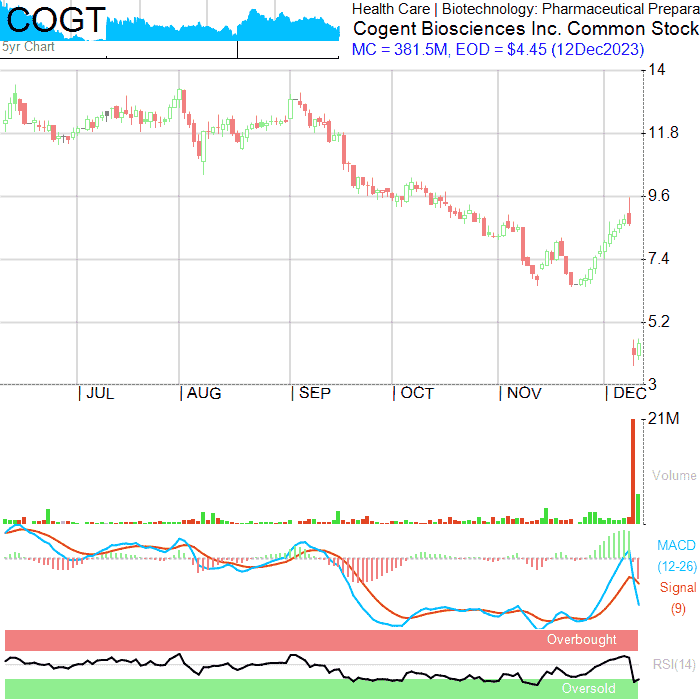 COGT
5yr Chart
Health Care | Biotechnology: Pharmaceutical Prepara
Cogent Biosciences Inc. Common Stock
MC = 381.5M, EOD = $4.45 (12Dec2023)
14
11.8
9.6
7.4
5.2
3
|JUL |AUG |SEP |OCT |NOV |DEC
21M
Volume
MACD
(12-26)
Signal
(9)
Overbought
RSI(14)
Oversold